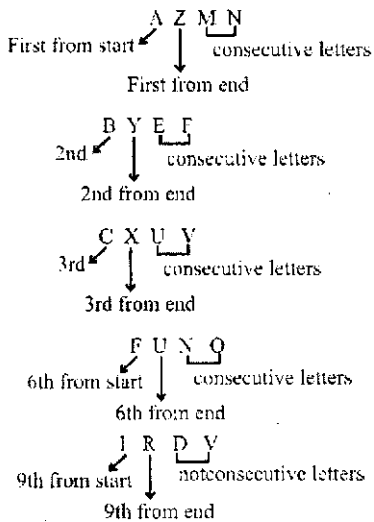 A Z M N
First from start consecutive letters
First from end
B Y E F
2nd consecutive letters
2nd from end
C X U V
3rd consecutive letters
3rd from end
F U N O
6th from start consecutive letters
6th from end
I R D V
9th from start notconsecutive letters
9th from end